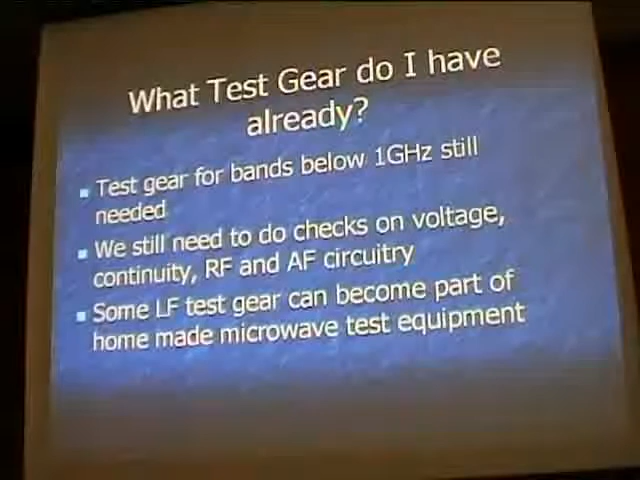 What Test Gear do I have
already?
Test gear for bands below 1GHz still
needed
We still need to do checks on voltage,
continuity, RF and AF circuitry
Some LF test gear can become part of
home made microwave test equipment